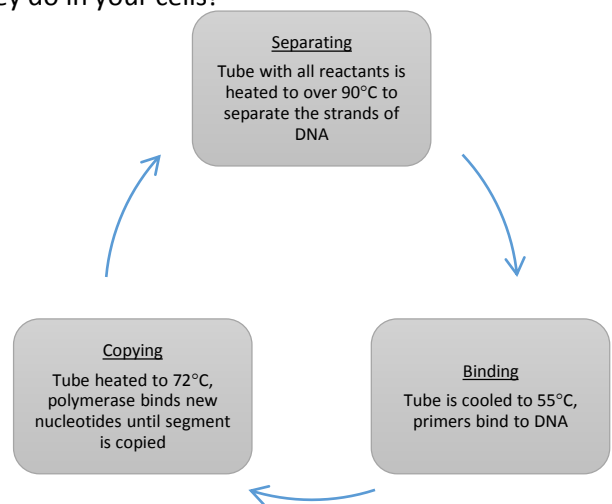 do in your cells?
Separating
Tube with all reactants is
heated to over 90°C to
separate the strands of
DNA
Binding
Tube is cooled to 55°C,
primers bind to DNA
Copying
Tube heated to 72°C,
polymerase binds new
nucleotides until segment
is copied